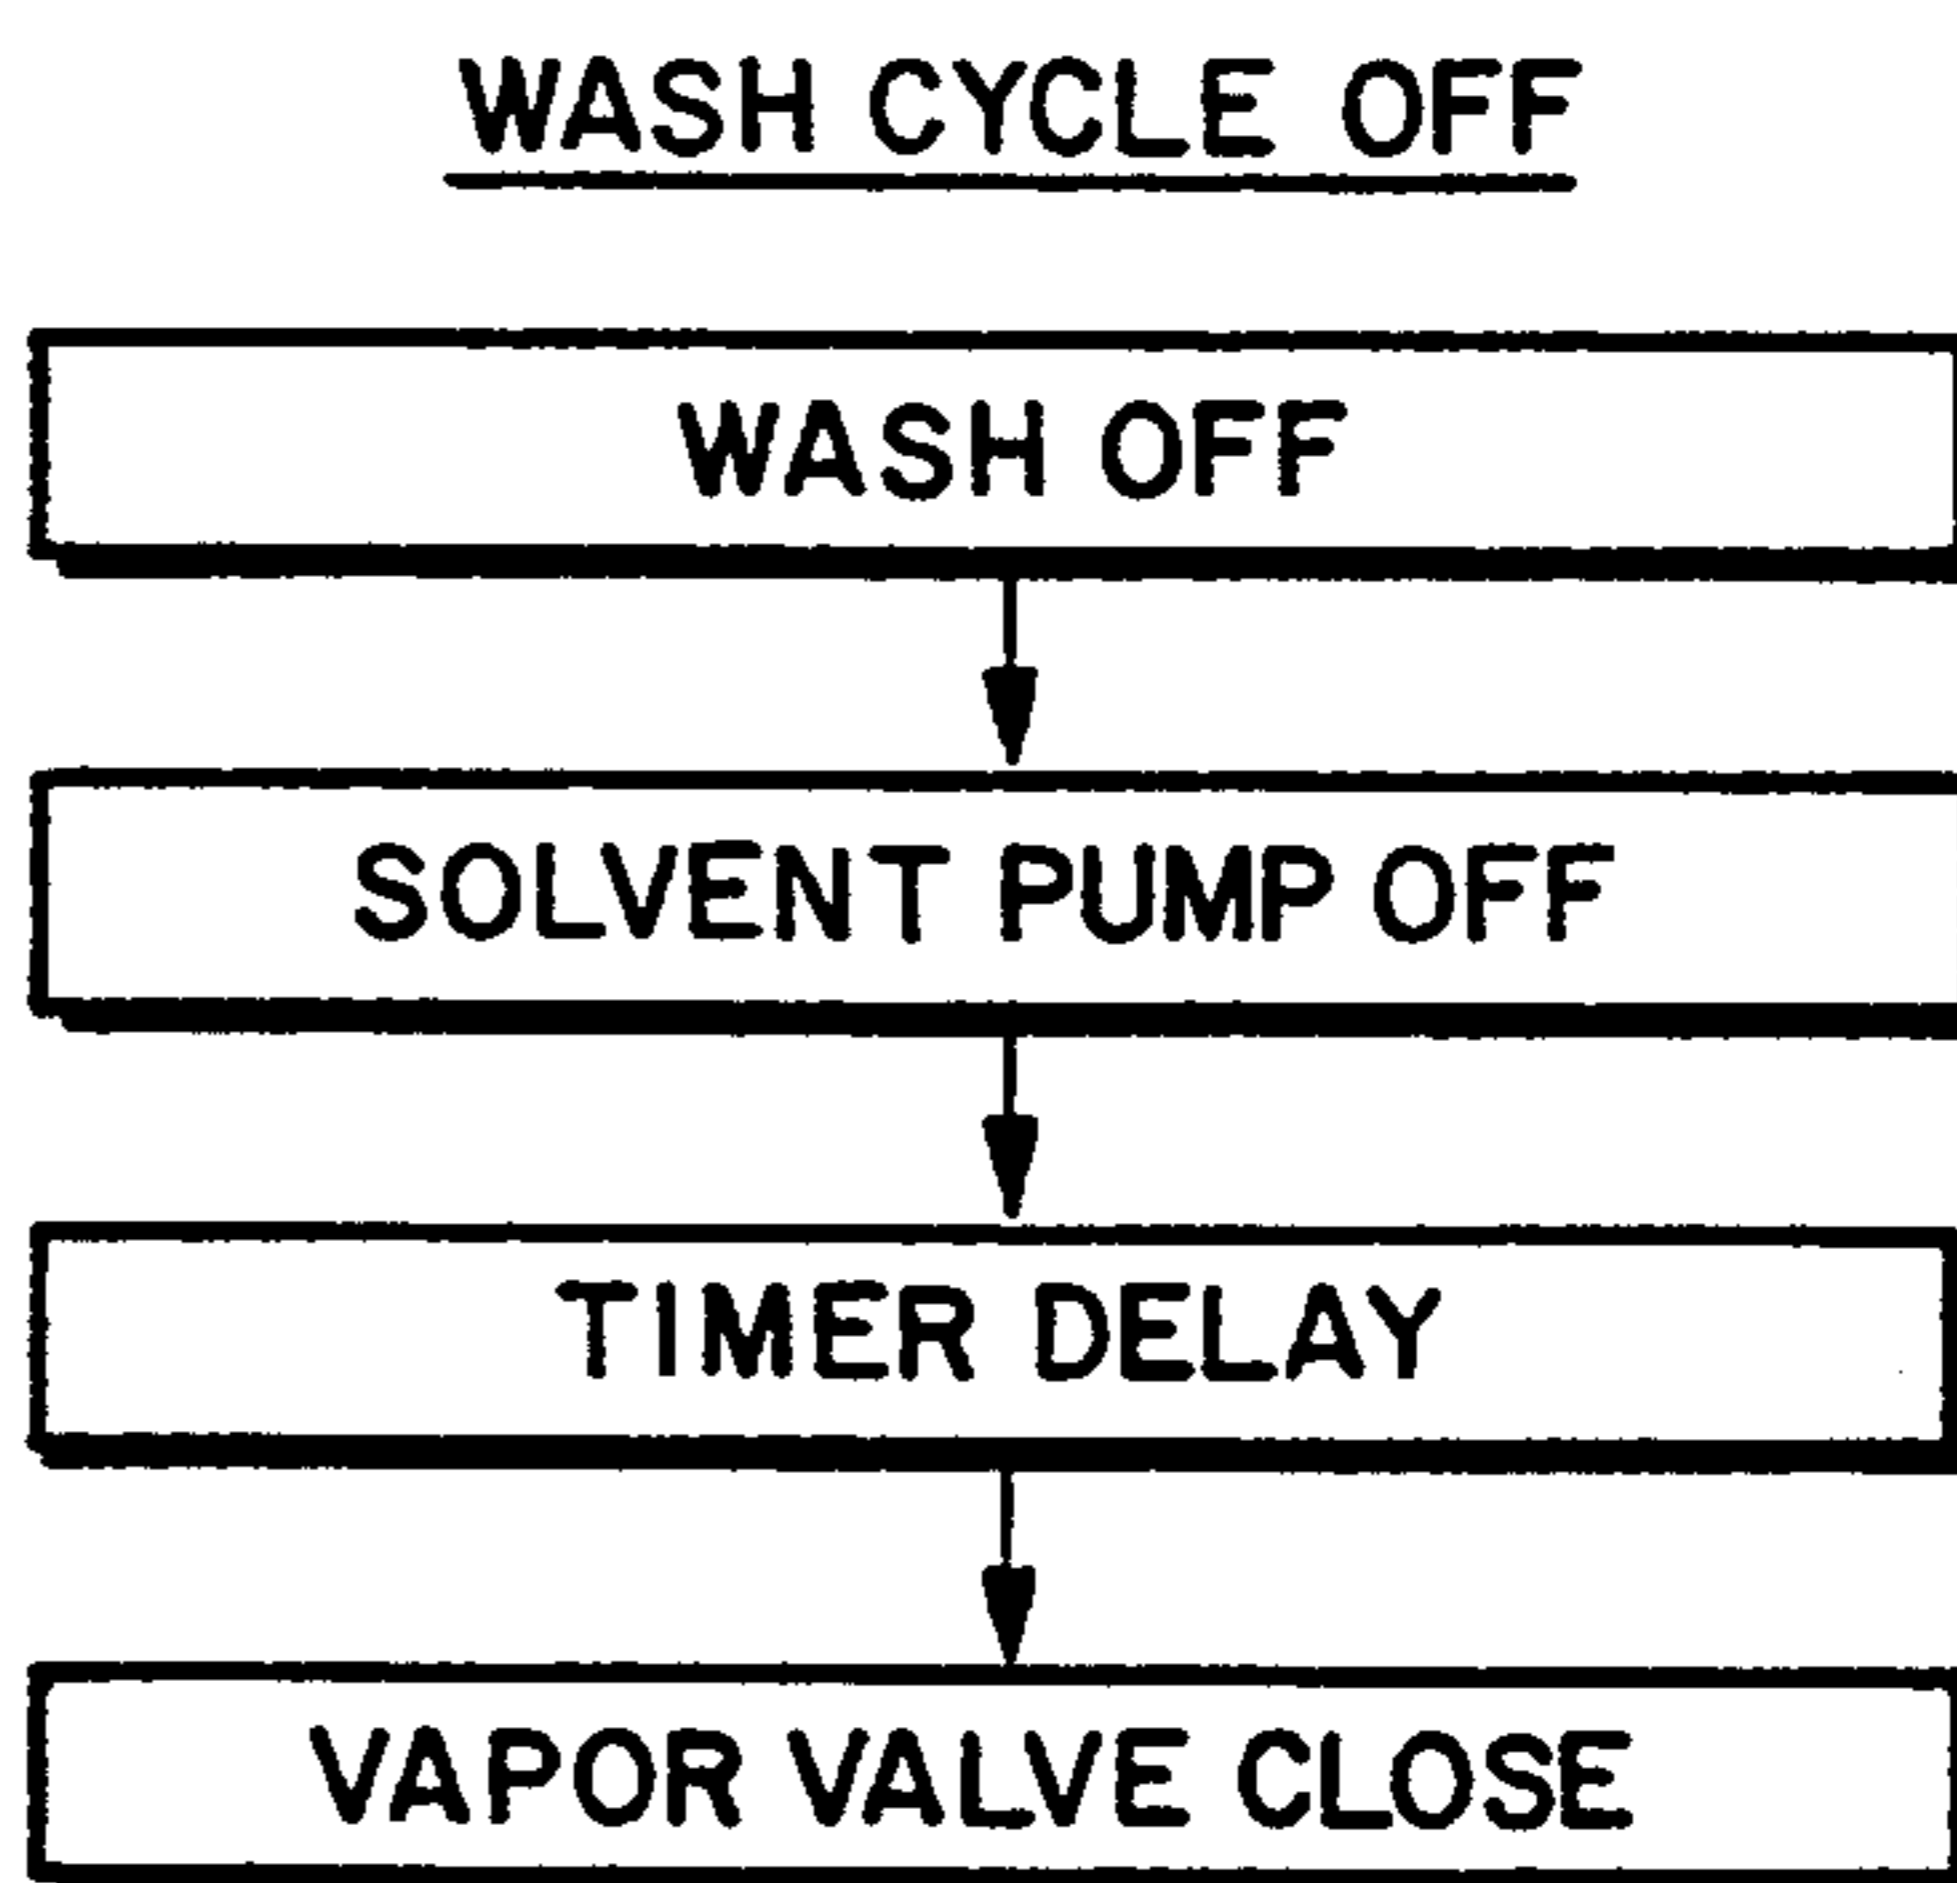 WASH CYCLE OFF
WASH OFF
SOLVENT PUMP OFF
TIMER DELAY
VAPOR VALVE CLOSE